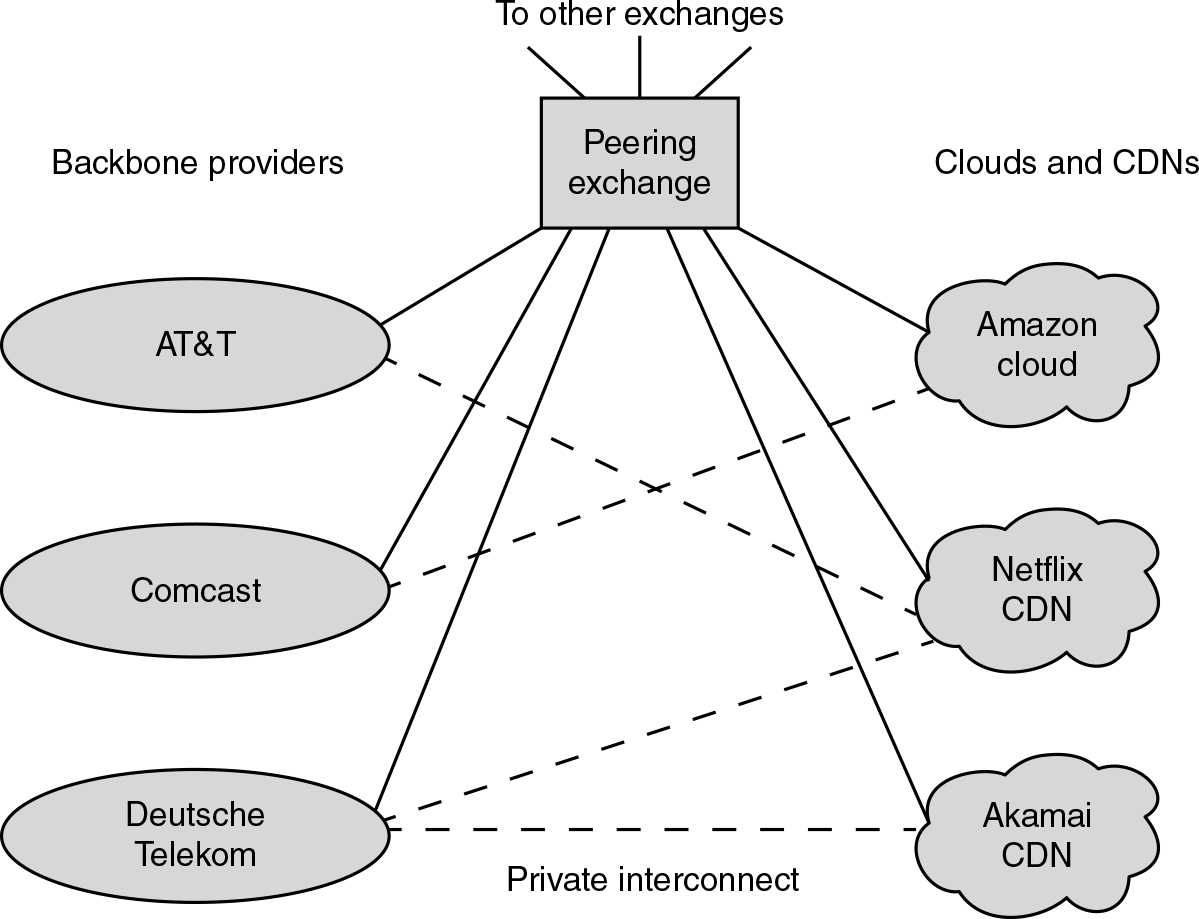 To other exchanges
Backbone providers
Peering
exchange
Clouds and CDNs
AT&T
Amazon
cloud
Comcast
Netflix
CDN
Deutsche
Telekom
Akamai
CDN
Private interconnect